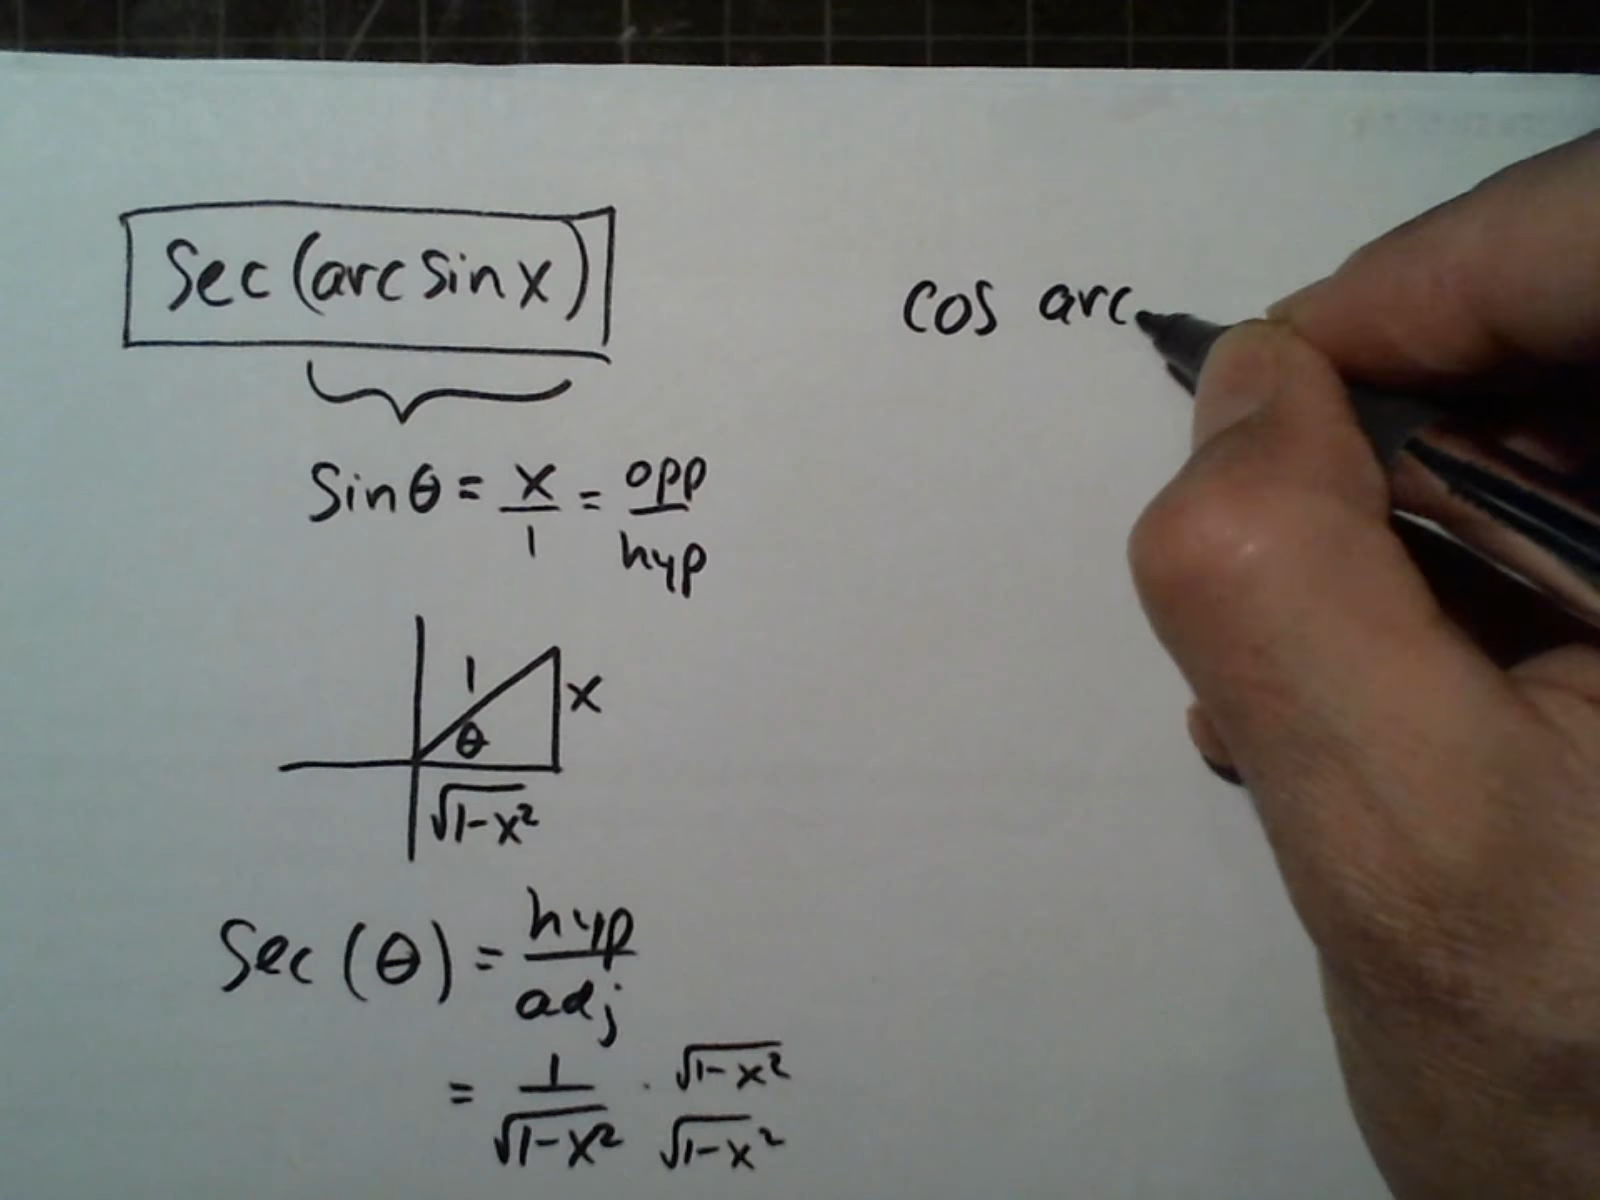 Sec(arcsin x)
cos arc
Sinθ = x/1 = opp/hyp
1
x
θ
√1-x²
Sec(θ) = hyp/adj
= 1/√1-x² · √1-x²/√1-x²